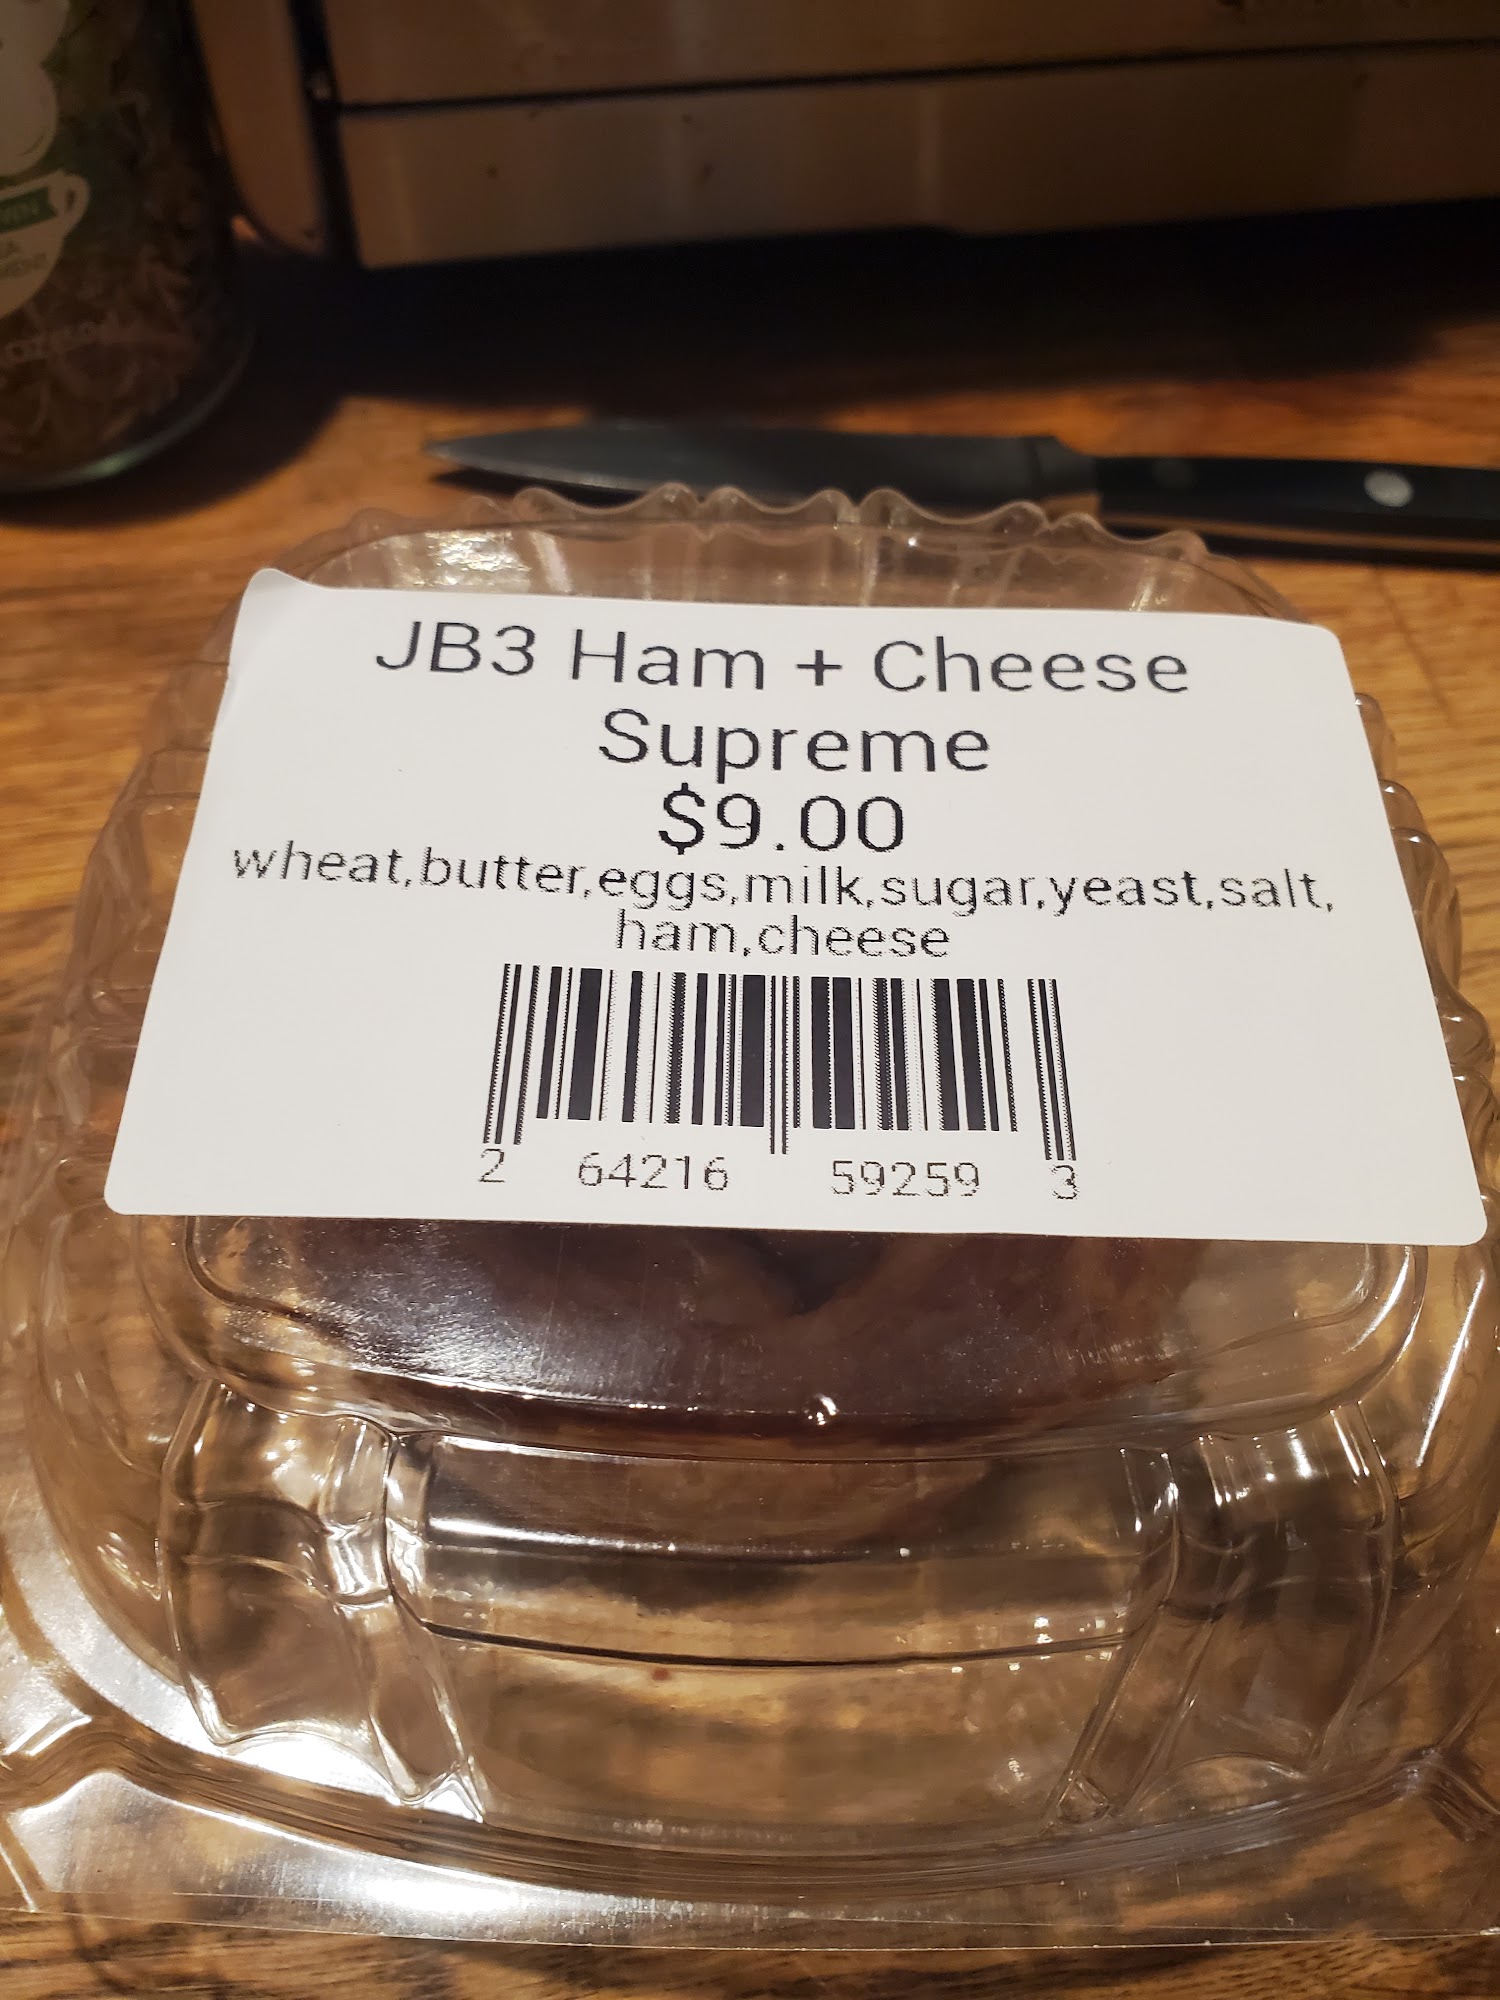 JB3 Ham + Cheese
Supreme
$9.00
wheat,butter,eggs,milk,sugar,yeast,salt,
ham,cheese
2 64216 59259 3